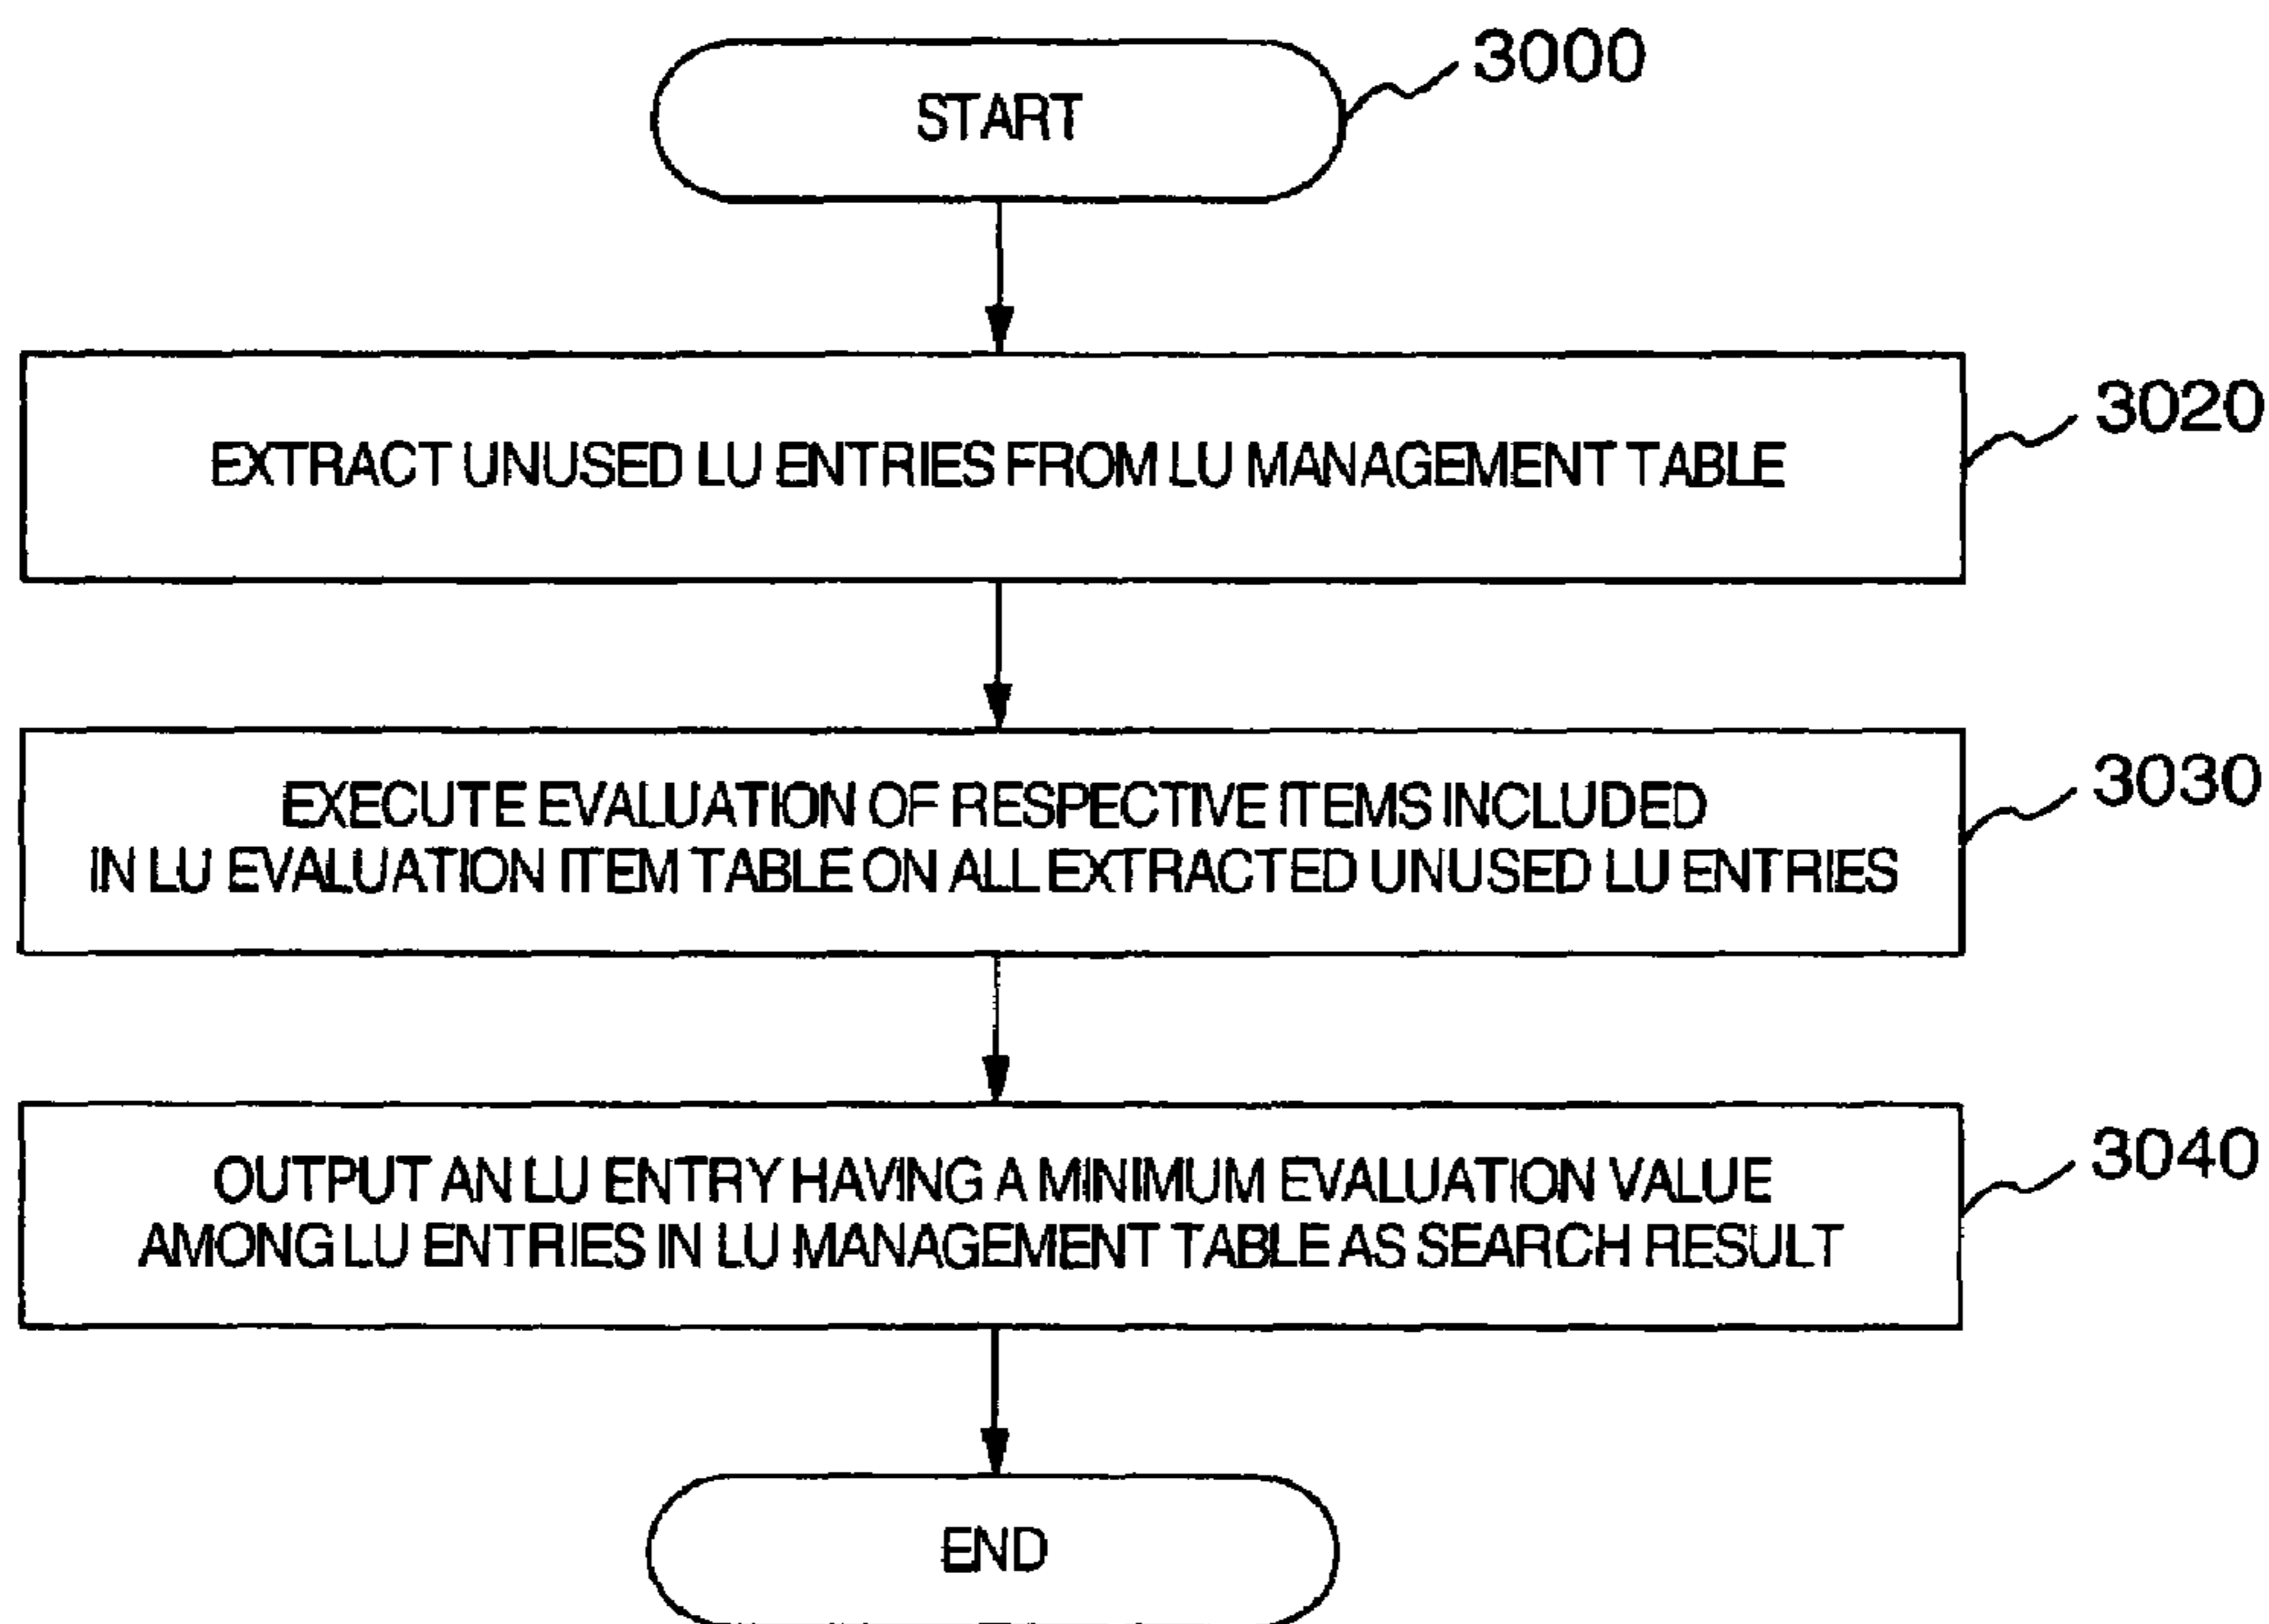 START
3000
EXTRACT UNUSED LU ENTRIES FROM LU MANAGEMENT TABLE
3020
EXECUTE EVALUATION OF RESPECTIVE ITEMS INCLUDED
IN LU EVALUATION ITEM TABLE ON ALL EXTRACTED UNUSED LU ENTRIES
3030
OUTPUT AN LU ENTRY HAVING A MINIMUM EVALUATION VALUE
AMONG LU ENTRIES IN LU MANAGEMENT TABLE AS SEARCH RESULT
3040
END